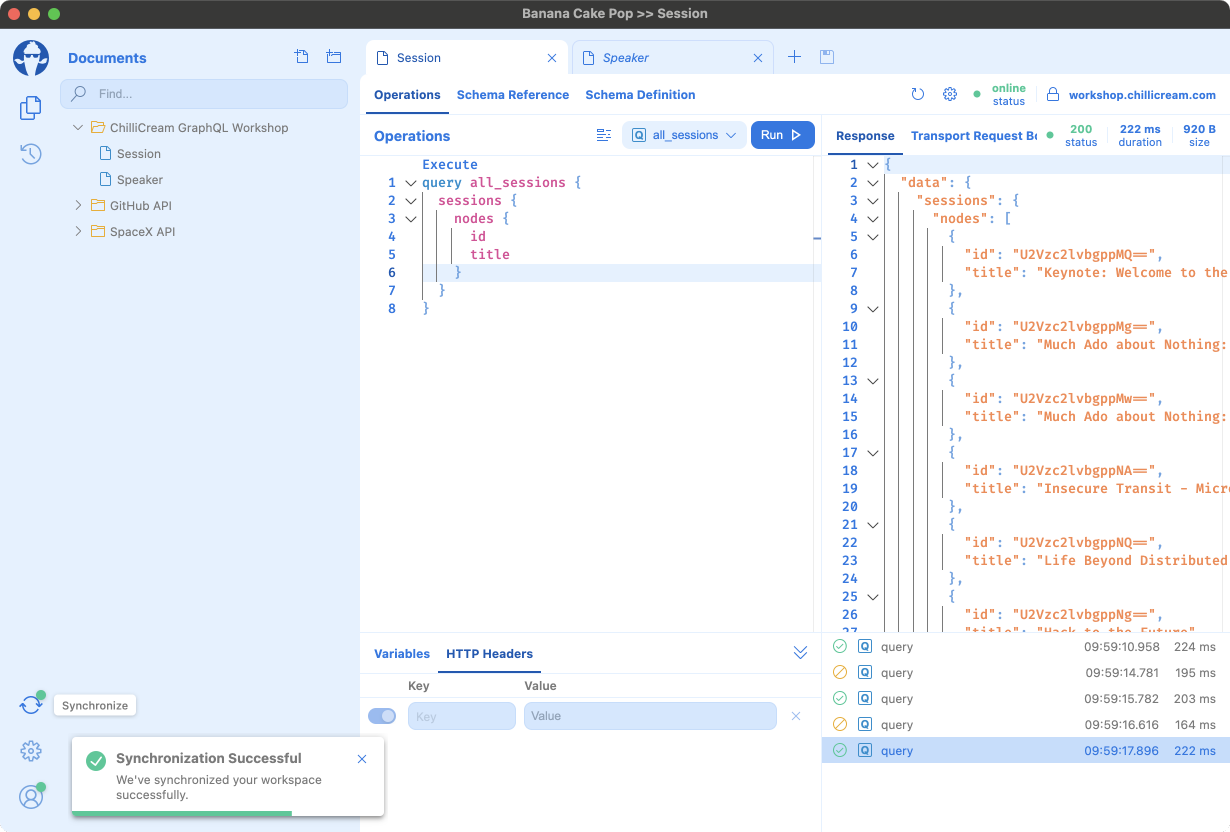 Banana Cake Pop >> Session
Documents
Find...
ChilliCream GraphQL Workshop
Session
Speaker
GitHub API
SpaceX API
Synchronize
Synchronization Successful
We've synchronized your workspace
successfully.
Session
Speaker
Operations
Schema Reference
Schema Definition
online
status
workshop.chillicream.com
Operations
Q all_sessions
Run
Execute
1 query all_sessions {
2 sessions {
3 nodes {
4 id
5 title
6 }
7 }
8 }
Variables
HTTP Headers
Key Value
Key Value
Response
Transport Request
200
status
222 ms
duration
920 B
size
1 {
2 "data": {
3 "sessions": {
4 "nodes": [
5 {
6 "id": "U2Vzc2lvbgppMQ==",
7 "title": "Keynote: Welcome to the
8 },
9 {
10 "id": "U2Vzc2lvbgppMg==",
11 "title": "Much Ado about Nothing:
12 },
13 {
14 "id": "U2Vzc2lvbgppMw==",
15 "title": "Much Ado about Nothing:
16 },
17 {
18 "id": "U2Vzc2lvbgppNA==",
19 "title": "Insecure Transit - Micr
20 },
21 {
22 "id": "U2Vzc2lvbgppNQ==",
23 "title": "Life Beyond Distributed
24 },
25 {
26 "id": "U2Vzc2lvbgppNg==",
27 "title": "Hack to the Future"
Q query 09:59:10.958 224 ms
Q query 09:59:14.781 195 ms
Q query 09:59:15.782 203 ms
Q query 09:59:16.616 164 ms
Q query 09:59:17.896 222 ms